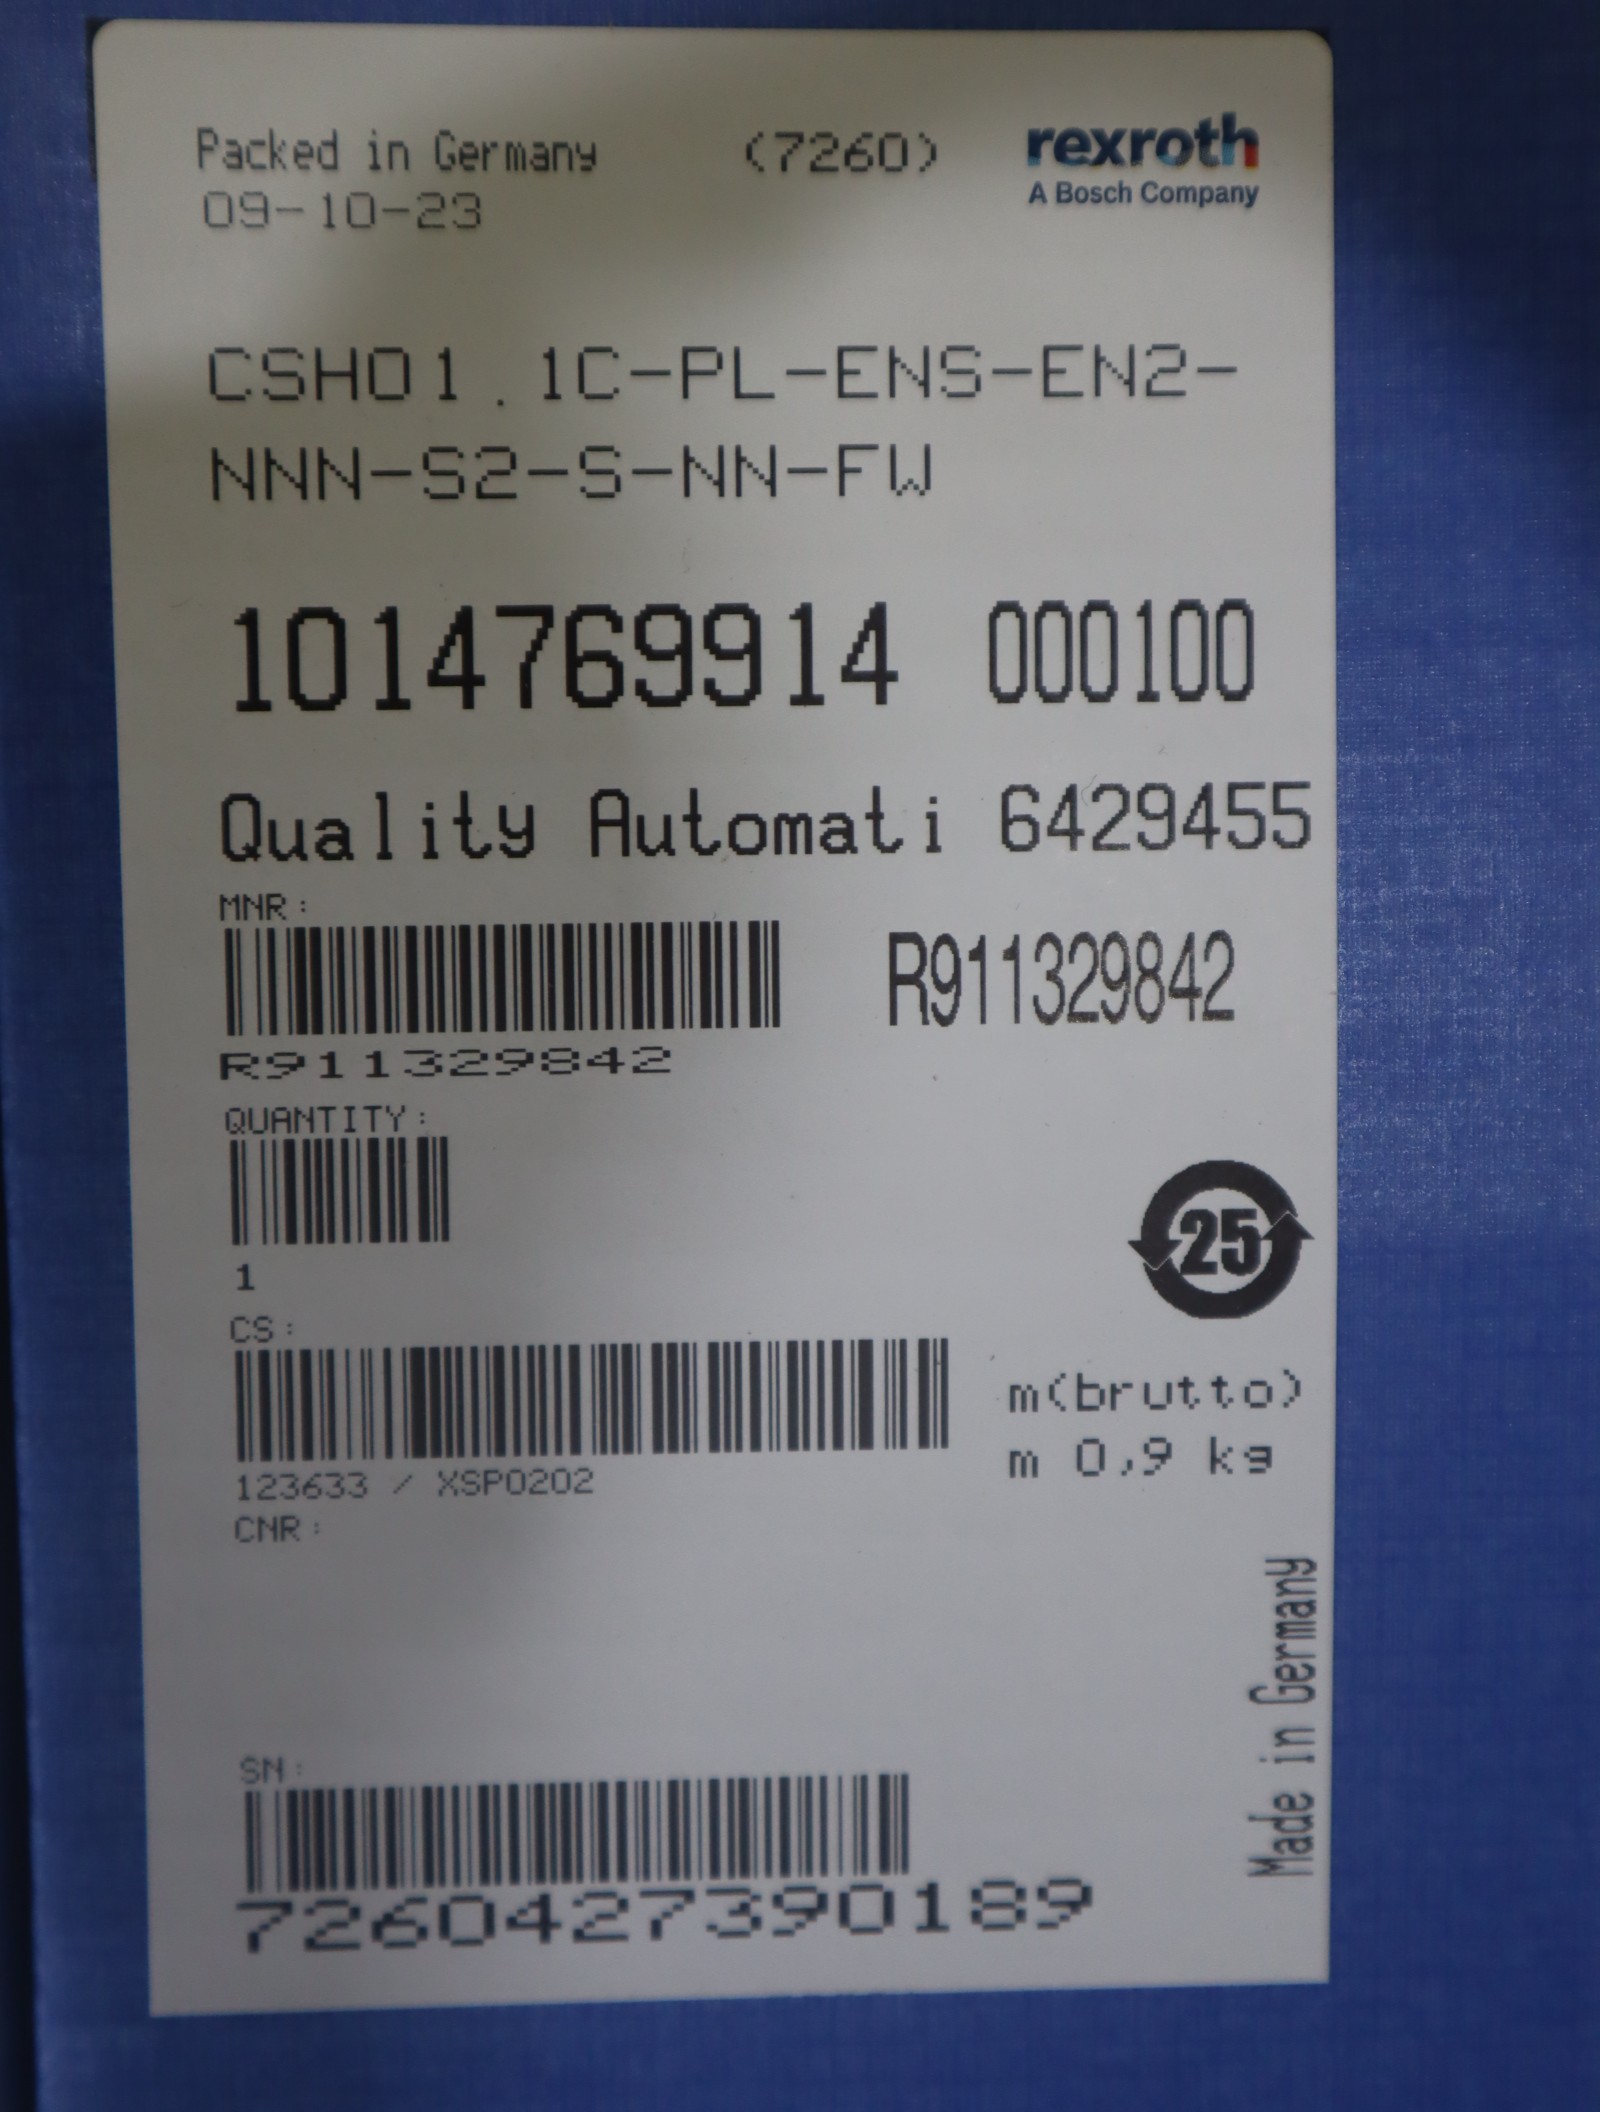 Packed in Germany (7260) rexroth
09-10-23 A Bosch Company
CSH01.1C-PL-ENS-EN2-
NNN-S2-S-NN-FW
1014769914 000100
Quality Automati 6429455
MNR:
R911329842
R911329842
QUANTITY:
1
25
CS:
m(brutto)
m 0,9 kg
123633 / XSP0202
CNR:
Made in Germany
SN:
7260427390189